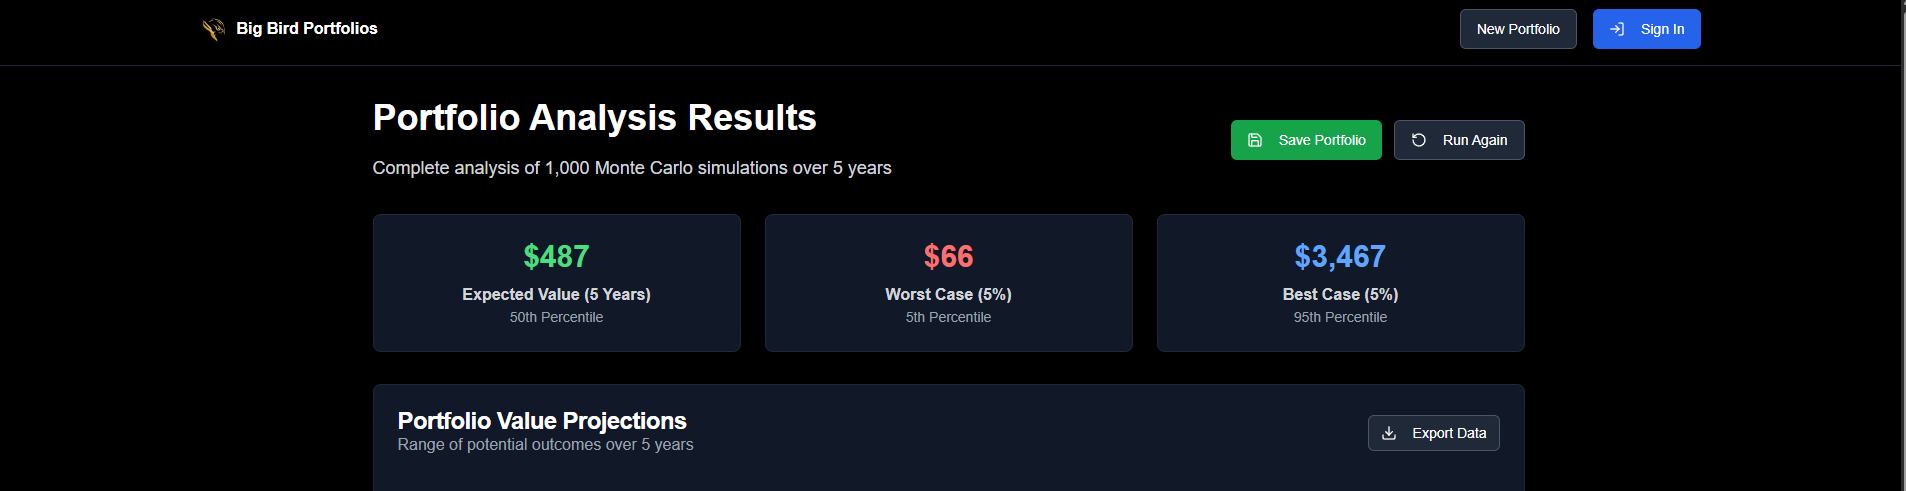 Big Bird Portfolios
New Portfolio
Sign In
Portfolio Analysis Results
Complete analysis of 1,000 Monte Carlo simulations over 5 years
Save Portfolio
Run Again
$487
Expected Value (5 Years)
50th Percentile
$66
Worst Case (5%)
5th Percentile
$3,467
Best Case (5%)
95th Percentile
Portfolio Value Projections
Range of potential outcomes over 5 years
Export Data